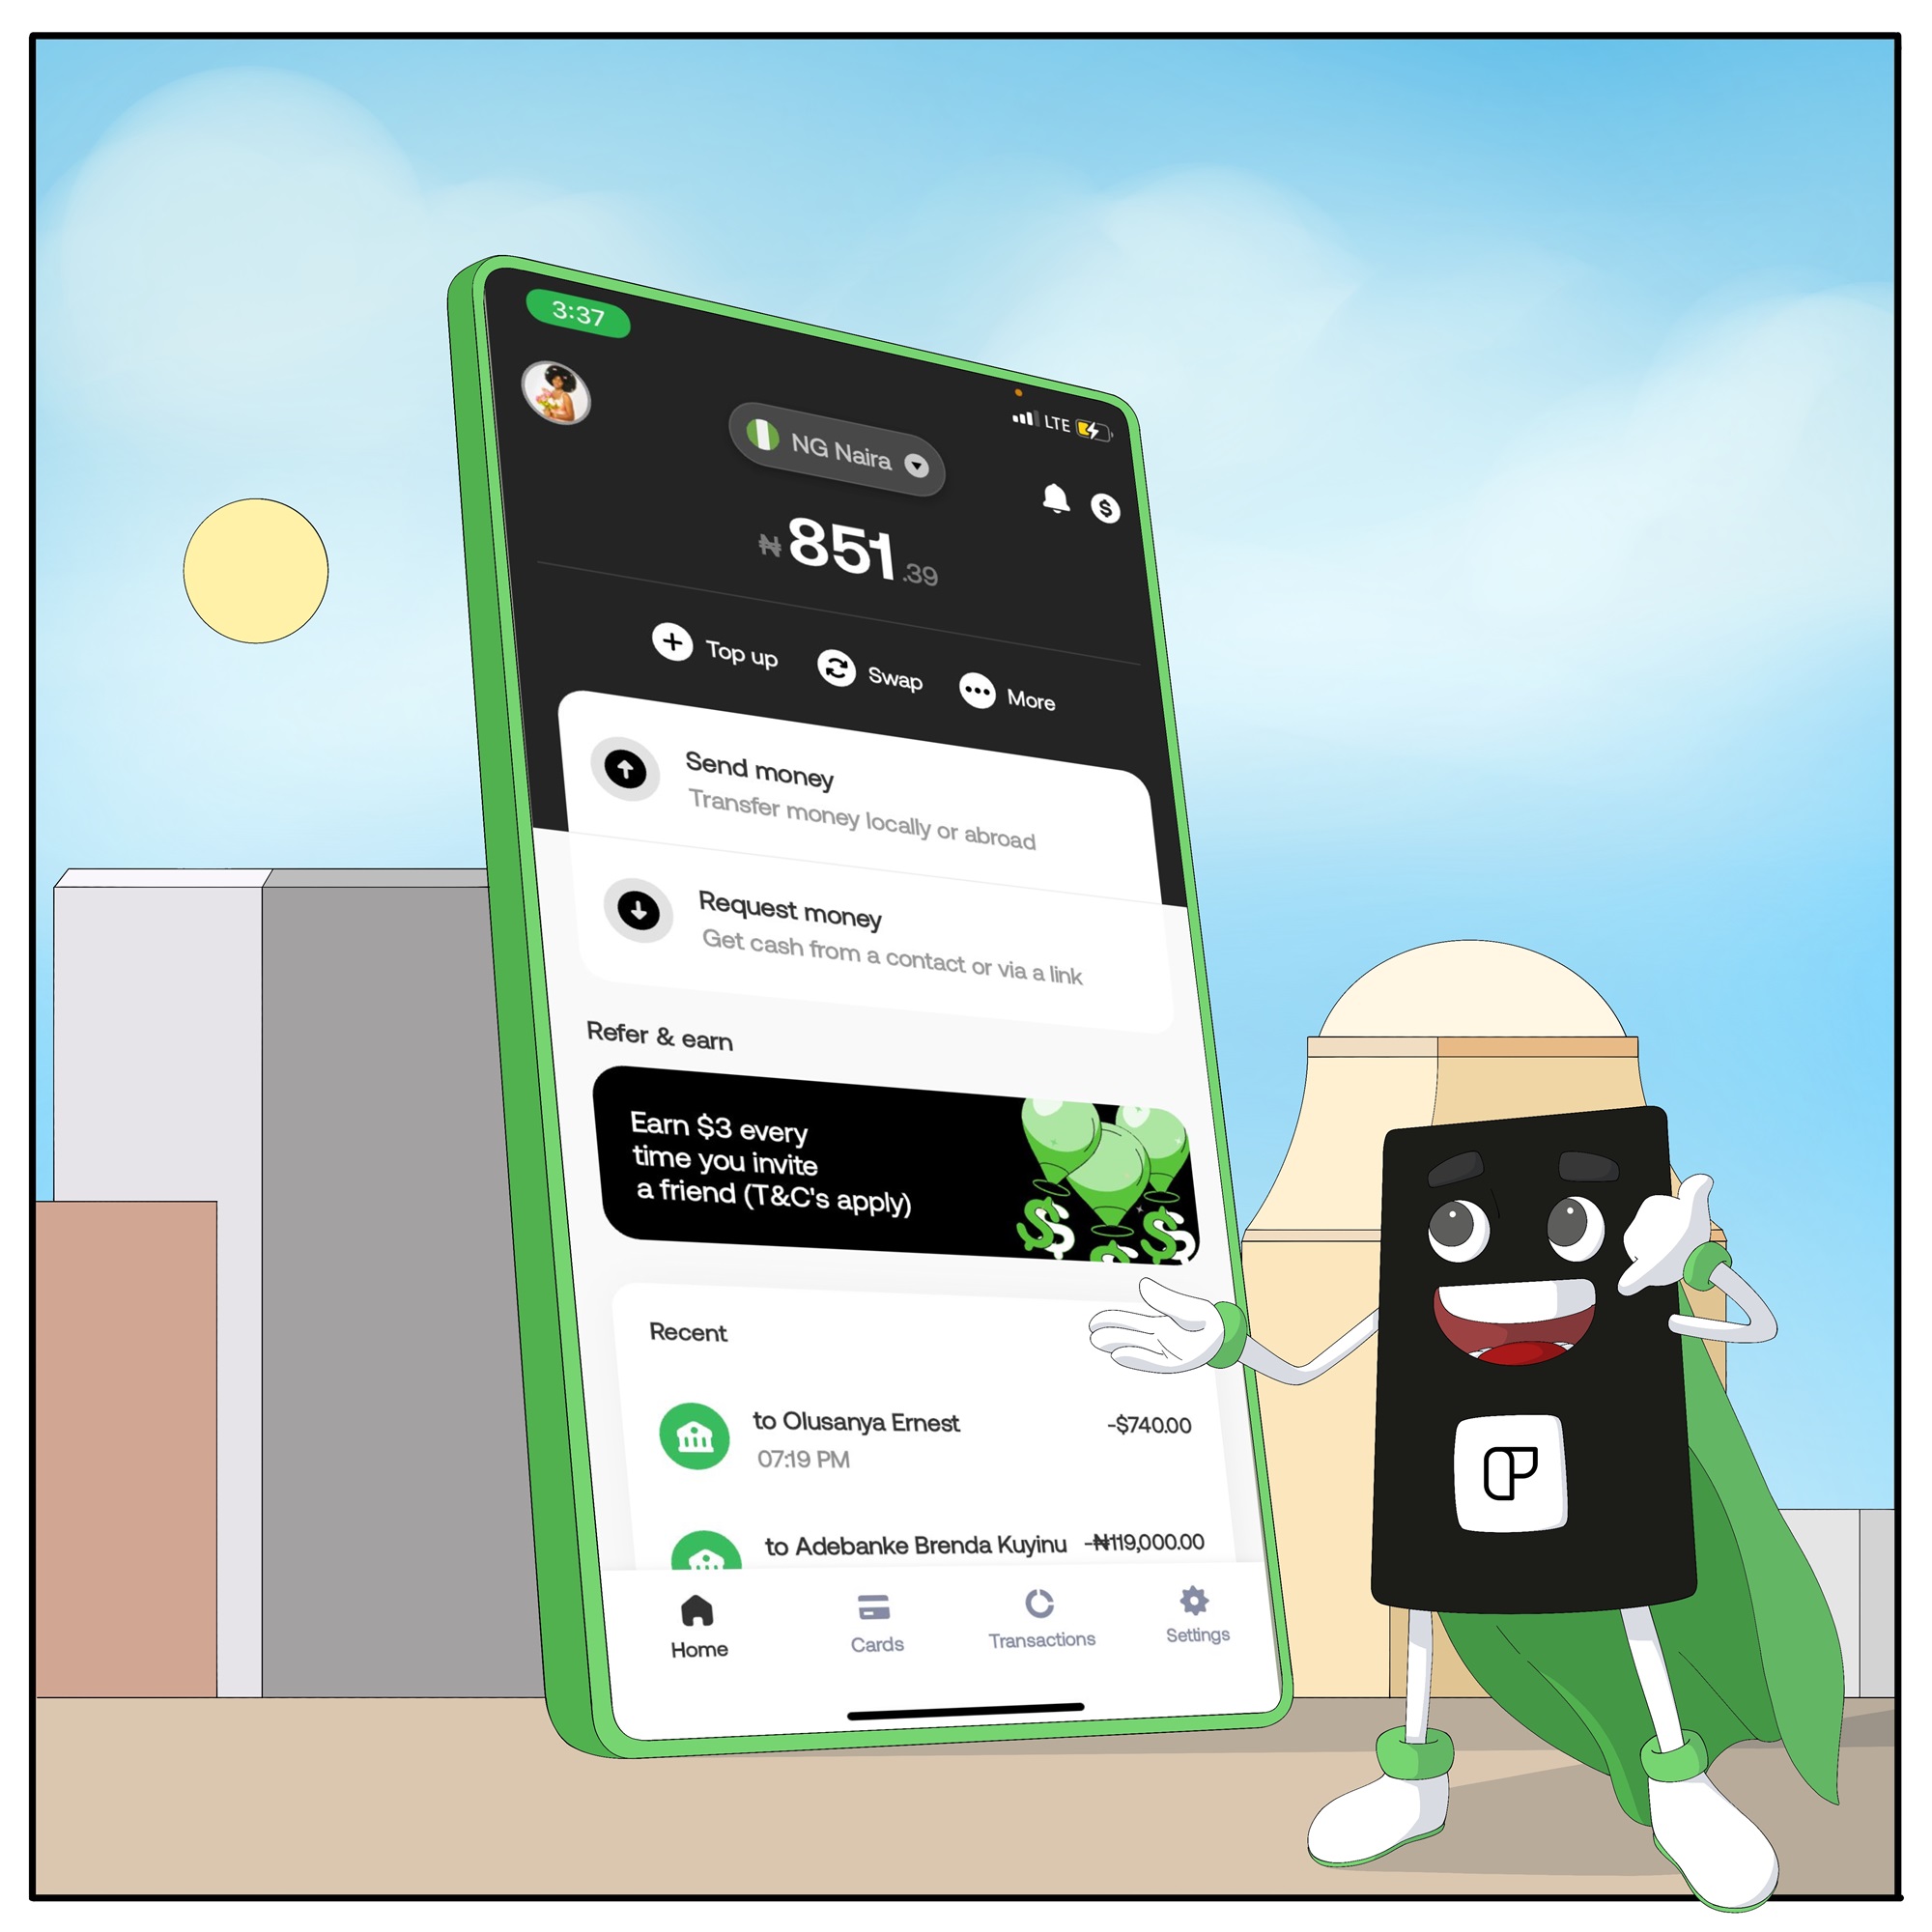 3:37
LTE
NG Naira
₦851.39
Top up
Swap
More
Send money
Transfer money locally or abroad
Request money
Get cash from a contact or via a link
Refer & earn
Earn $3 every
time you invite
a friend (T&C's apply)
Recent
to Olusanya Ernest -$740.00
07:19 PM
to Adebanke Brenda Kuyinu -₦119,000.00
Home
Cards
Transactions
Settings